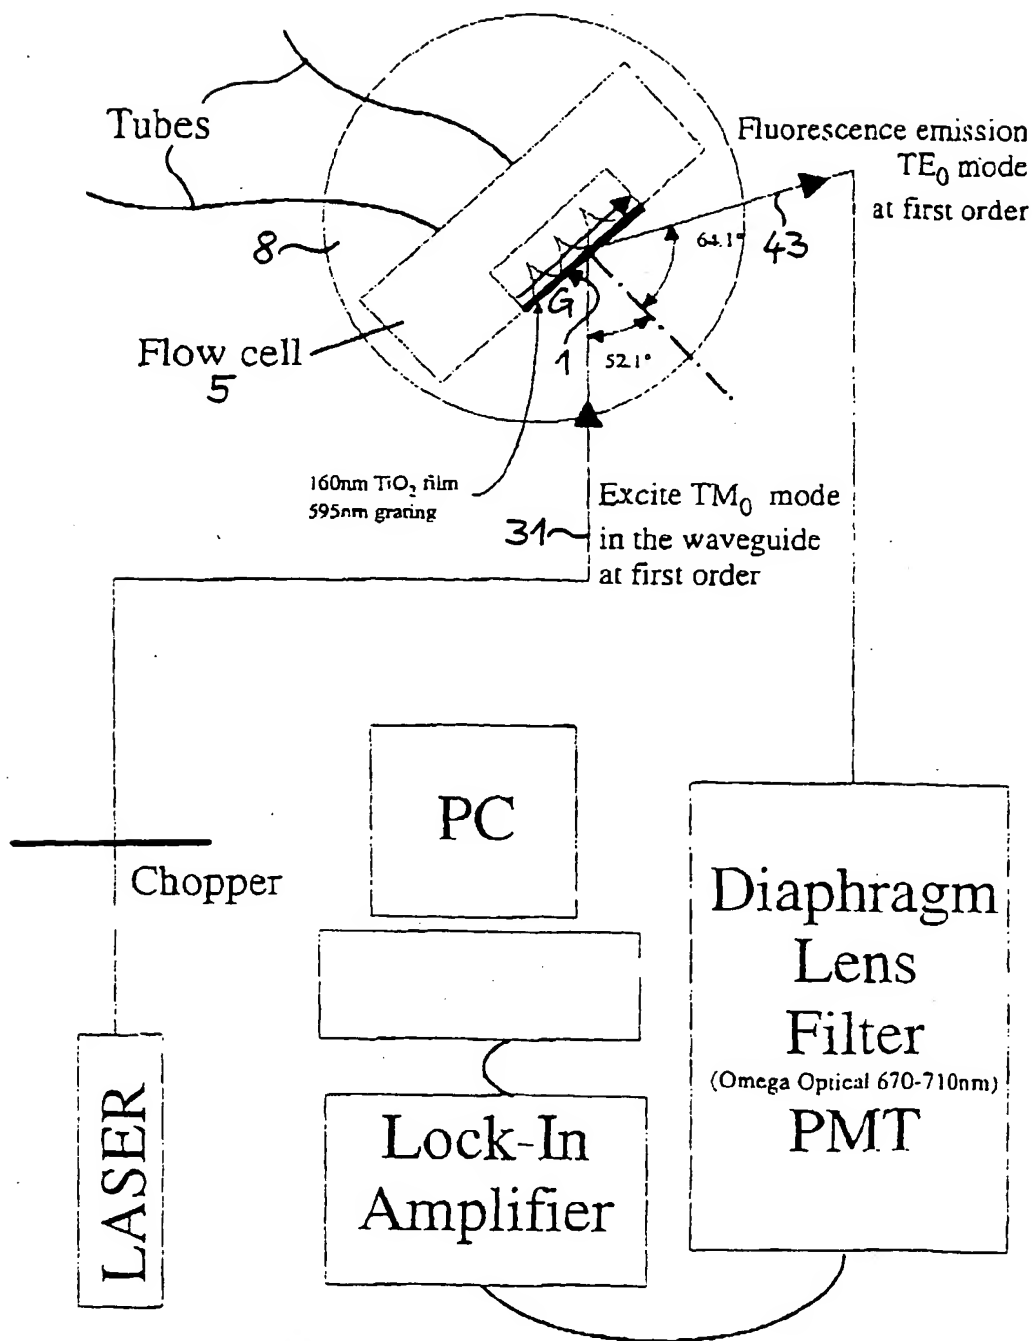 Tubes
Fluorescence emission
TE₀ mode
at first order
64.1°
43
8
G
1
52.1°
Flow cell
5
160nm TiO₂ film
595nm grating
Excite TM₀ mode
31
in the waveguide
at first order
PC
Chopper
Diaphragm
Lens
Filter
(Omega Optical 670-710nm)
PMT
Lock-In
Amplifier
LASER